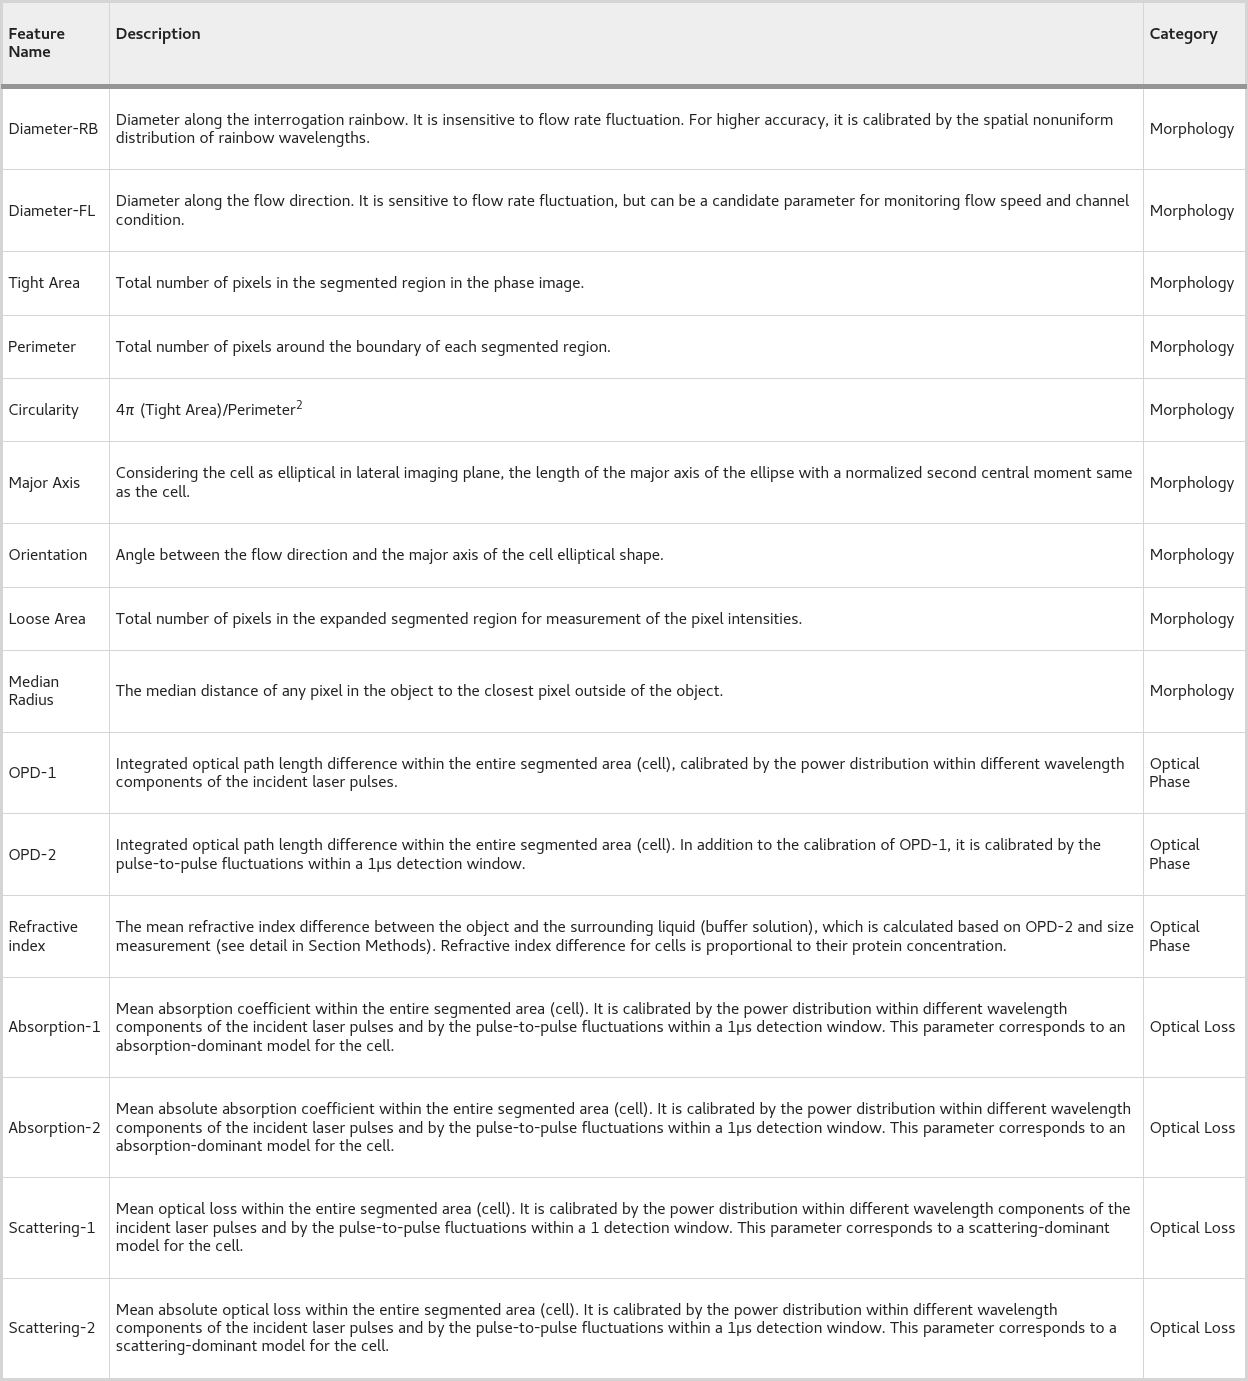 Feature Name	Description	Category
Diameter-RB	Diameter along the interrogation rainbow. It is insensitive to flow rate fluctuation. For higher accuracy, it is calibrated by the spatial nonuniform
distribution of rainbow wavelengths.	Morphology
Diameter-FL	Diameter along the flow direction. It is sensitive to flow rate fluctuation, but can be a candidate parameter for monitoring flow speed and channel
condition.	Morphology
Tight Area	Total number of pixels in the segmented region in the phase image.	Morphology
Perimeter	Total number of pixels around the boundary of each segmented region.	Morphology
Circularity	4π (Tight Area)/Perimeter²	Morphology
Major Axis	Considering the cell as elliptical in lateral imaging plane, the length of the major axis of the ellipse with a normalized second central moment same
as the cell.	Morphology
Orientation	Angle between the flow direction and the major axis of the cell elliptical shape.	Morphology
Loose Area	Total number of pixels in the expanded segmented region for measurement of the pixel intensities.	Morphology
Median Radius	The median distance of any pixel in the object to the closest pixel outside of the object.	Morphology
OPD-1	Integrated optical path length difference within the entire segmented area (cell), calibrated by the power distribution within different wavelength
components of the incident laser pulses.	Optical Phase
OPD-2	Integrated optical path length difference within the entire segmented area (cell). In addition to the calibration of OPD-1, it is calibrated by the
pulse-to-pulse fluctuations within a 1μs detection window.	Optical Phase
Refractive index	The mean refractive index difference between the object and the surrounding liquid (buffer solution), which is calculated based on OPD-2 and size
measurement (see detail in Section Methods). Refractive index difference for cells is proportional to their protein concentration.	Optical Phase
Absorption-1	Mean absorption coefficient within the entire segmented area (cell). It is calibrated by the power distribution within different wavelength
components of the incident laser pulses and by the pulse-to-pulse fluctuations within a 1μs detection window. This parameter corresponds to an
absorption-dominant model for the cell.	Optical Loss
Absorption-2	Mean absolute absorption coefficient within the entire segmented area (cell). It is calibrated by the power distribution within different wavelength
components of the incident laser pulses and by the pulse-to-pulse fluctuations within a 1μs detection window. This parameter corresponds to an
absorption-dominant model for the cell.	Optical Loss
Scattering-1	Mean optical loss within the entire segmented area (cell). It is calibrated by the power distribution within different wavelength components of the
incident laser pulses and by the pulse-to-pulse fluctuations within a 1 detection window. This parameter corresponds to a scattering-dominant
model for the cell.	Optical Loss
Scattering-2	Mean absolute optical loss within the entire segmented area (cell). It is calibrated by the power distribution within different wavelength
components of the incident laser pulses and by the pulse-to-pulse fluctuations within a 1μs detection window. This parameter corresponds to a
scattering-dominant model for the cell.	Optical Loss